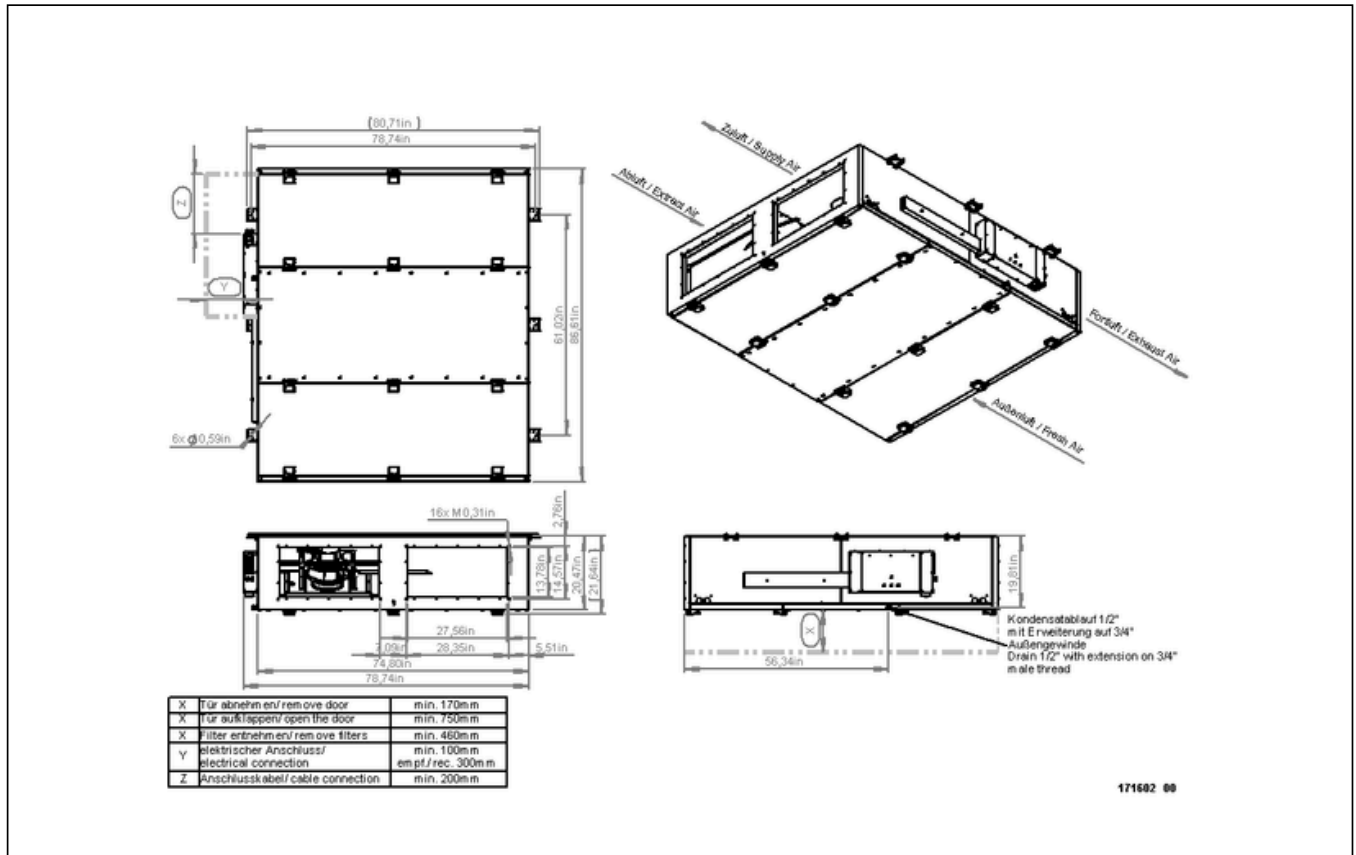 (80,71in )
78,74in
Z
Y
61,02in
86,61in
6x ⌀0,59in
Zuluft / Supply Air
Abluft / Extract Air
Fortluft / Exhaust Air
Außenluft / Fresh Air
16x M0,31in
2,76in
13,78in
14,57in
20,47in
(21,64in )
27,56in
7,09in
28,35in
5,51in
74,80in
78,74in
19,81in
X
56,34in
Kondensatablauf 1/2"
mit Erweiterung auf 3/4"
Außengewinde
Drain 1/2" with extension on 3/4"
male thread
X Tür abnehmen/ remove door min. 170mm
X Tür aufklappen/ open the door min. 750mm
X Filter entnehmen/ remove filters min. 460mm
Y elektrischer Anschluss/ min. 100mm
electrical connection empf./ rec. 300mm
Z Anschlusskabel/ cable connection min. 200mm
171602 00